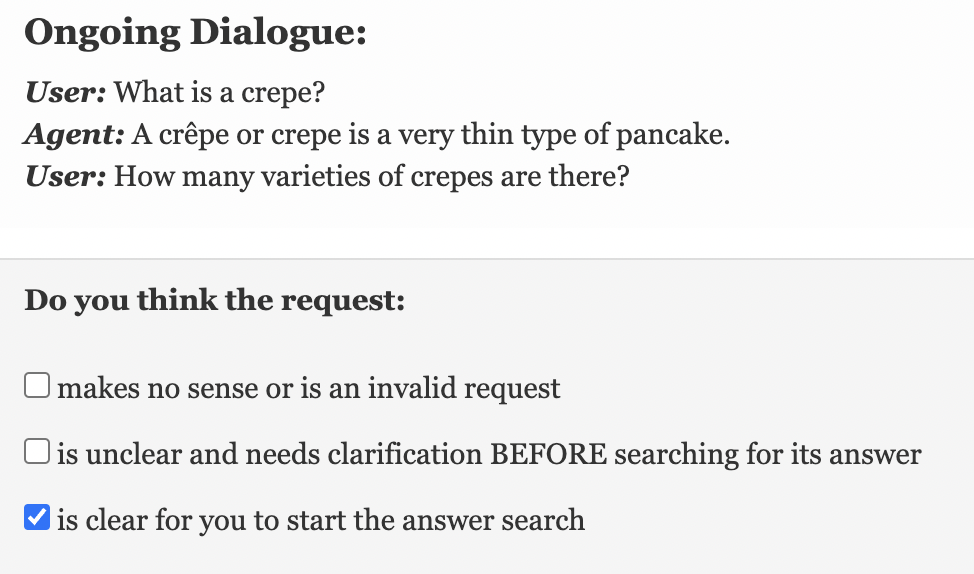 Ongoing Dialogue:
User: What is a crepe?
Agent: A crêpe or crepe is a very thin type of pancake.
User: How many varieties of crepes are there?
Do you think the request:
makes no sense or is an invalid request
is unclear and needs clarification BEFORE searching for its answer
is clear for you to start the answer search